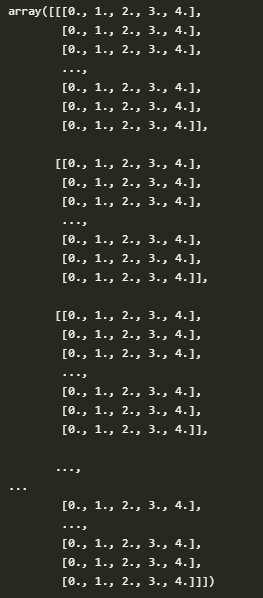 array([[[0., 1., 2., 3., 4.],
        [0., 1., 2., 3., 4.],
        [0., 1., 2., 3., 4.],
        ...,
        [0., 1., 2., 3., 4.],
        [0., 1., 2., 3., 4.],
        [0., 1., 2., 3., 4.]],

       [[0., 1., 2., 3., 4.],
        [0., 1., 2., 3., 4.],
        [0., 1., 2., 3., 4.],
        ...,
        [0., 1., 2., 3., 4.],
        [0., 1., 2., 3., 4.],
        [0., 1., 2., 3., 4.]],

       [[0., 1., 2., 3., 4.],
        [0., 1., 2., 3., 4.],
        [0., 1., 2., 3., 4.],
        ...,
        [0., 1., 2., 3., 4.],
        [0., 1., 2., 3., 4.],
        [0., 1., 2., 3., 4.]],

       ...,
...
        [0., 1., 2., 3., 4.],
        ...,
        [0., 1., 2., 3., 4.],
        [0., 1., 2., 3., 4.],
        [0., 1., 2., 3., 4.]]])